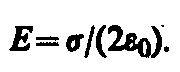 E = σ/(2ε₀).